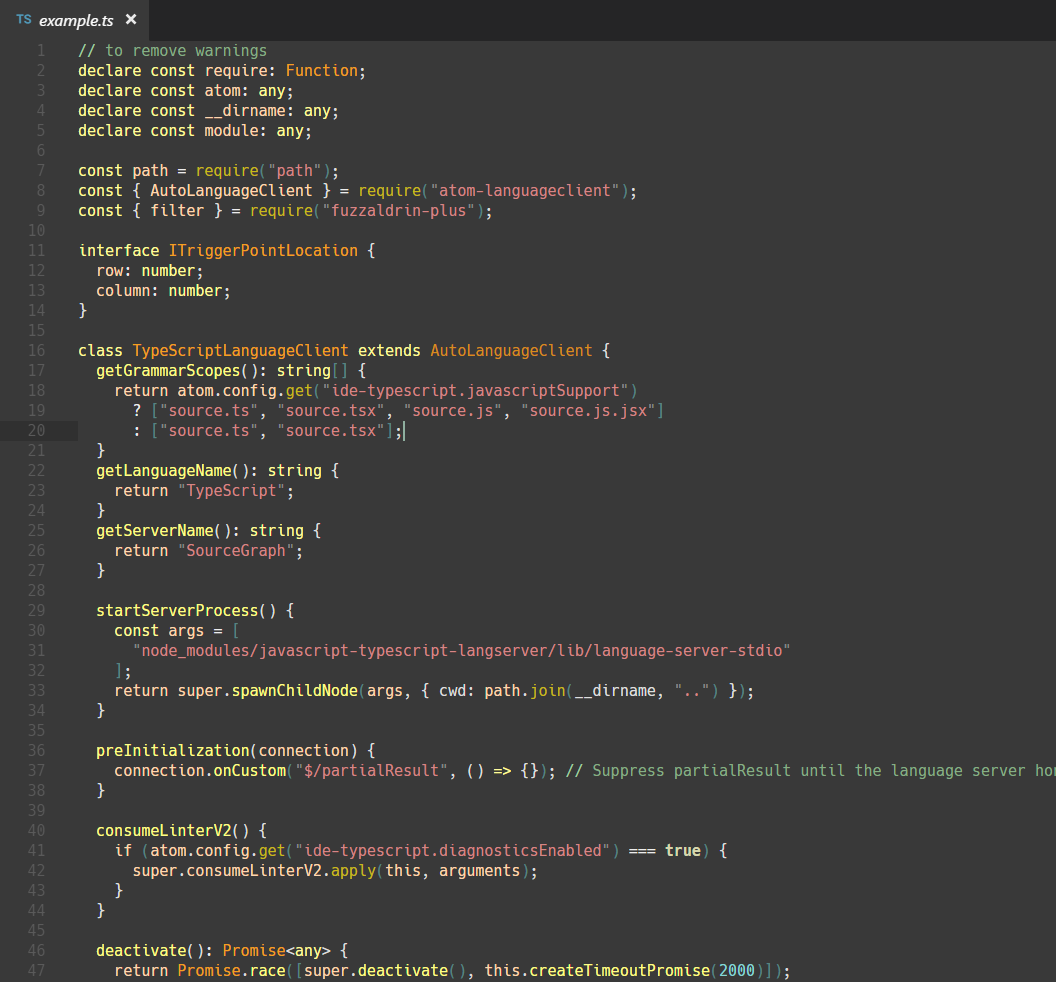 TS example.ts ×
1 // to remove warnings
2 declare const require: Function;
3 declare const atom: any;
4 declare const __dirname: any;
5 declare const module: any;
6
7 const path = require("path");
8 const { AutoLanguageClient } = require("atom-languageclient");
9 const { filter } = require("fuzzaldrin-plus");
10
11 interface ITriggerPointLocation {
12   row: number;
13   column: number;
14 }
15
16 class TypeScriptLanguageClient extends AutoLanguageClient {
17   getGrammarScopes(): string[] {
18     return atom.config.get("ide-typescript.javascriptSupport")
19       ? ["source.ts", "source.tsx", "source.js", "source.js.jsx"]
20       : ["source.ts", "source.tsx"];
21   }
22   getLanguageName(): string {
23     return "TypeScript";
24   }
25   getServerName(): string {
26     return "SourceGraph";
27   }
28
29   startServerProcess() {
30     const args = [
31       "node_modules/javascript-typescript-langserver/lib/language-server-stdio"
32     ];
33     return super.spawnChildNode(args, { cwd: path.join(__dirname, "..") });
34   }
35
36   preInitialization(connection) {
37     connection.onCustom("$/partialResult", () => {}); // Suppress partialResult until the language server
38   }
39
40   consumeLinterV2() {
41     if (atom.config.get("ide-typescript.diagnosticsEnabled") === true) {
42       super.consumeLinterV2.apply(this, arguments);
43     }
44   }
45
46   deactivate(): Promise<any> {
47     return Promise.race([super.deactivate(), this.createTimeoutPromise(2000)]);